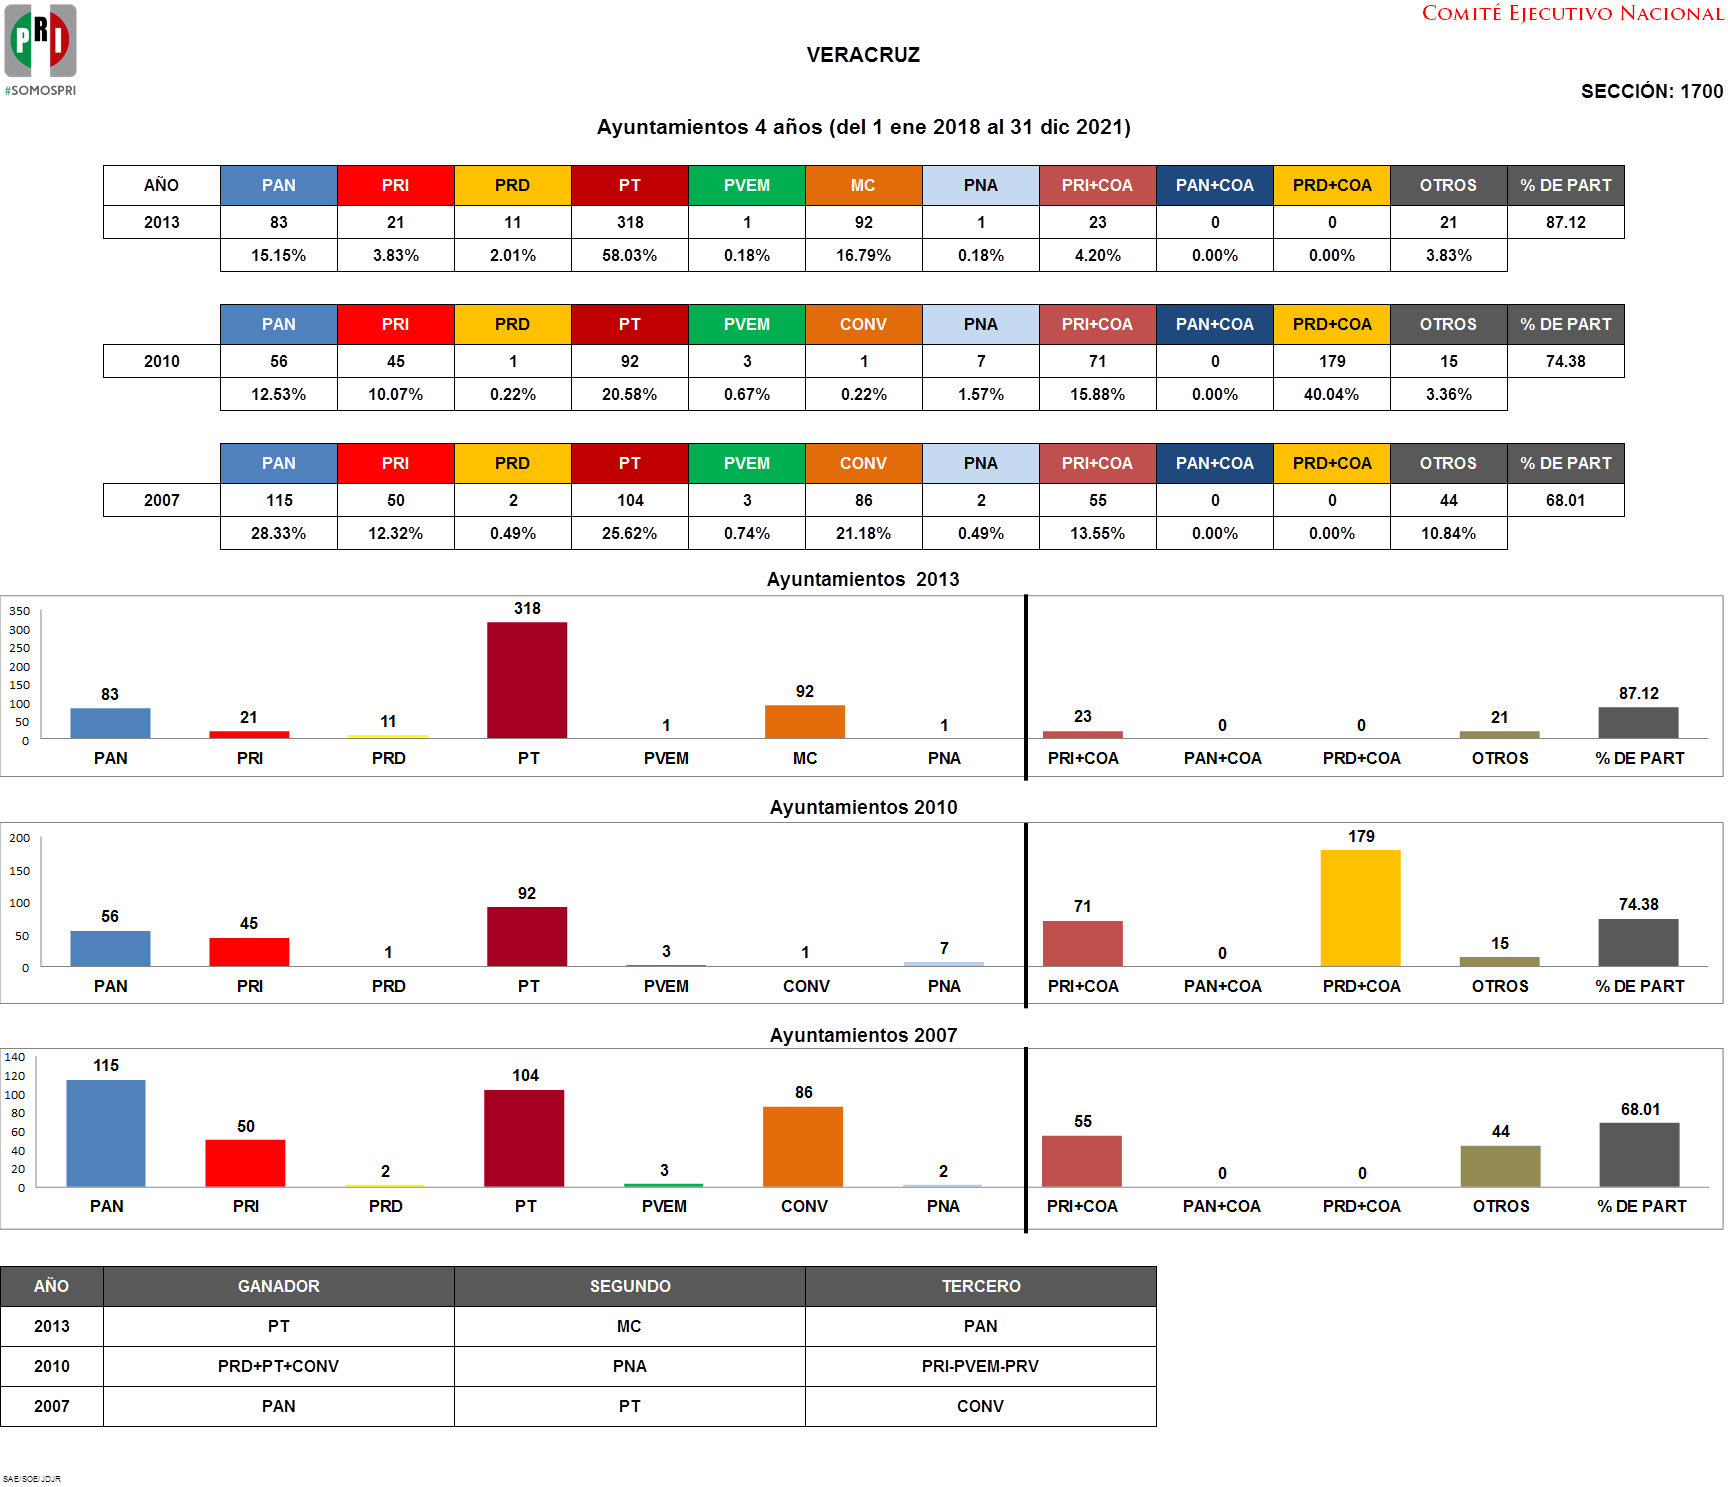 PRI
#SOMOSPRI
COMITÉ EJECUTIVO NACIONAL
VERACRUZ
SECCIÓN: 1700
Ayuntamientos 4 años (del 1 ene 2018 al 31 dic 2021)
AÑO PAN PRI PRD PT PVEM MC PNA PRI+COA PAN+COA PRD+COA OTROS % DE PART
2013 83 21 11 318 1 92 1 23 0 0 21 87.12
15.15% 3.83% 2.01% 58.03% 0.18% 16.79% 0.18% 4.20% 0.00% 0.00% 3.83%
PAN PRI PRD PT PVEM CONV PNA PRI+COA PAN+COA PRD+COA OTROS % DE PART
2010 56 45 1 92 3 1 7 71 0 179 15 74.38
12.53% 10.07% 0.22% 20.58% 0.67% 0.22% 1.57% 15.88% 0.00% 40.04% 3.36%
PAN PRI PRD PT PVEM CONV PNA PRI+COA PAN+COA PRD+COA OTROS % DE PART
2007 115 50 2 104 3 86 2 55 0 0 44 68.01
28.33% 12.32% 0.49% 25.62% 0.74% 21.18% 0.49% 13.55% 0.00% 0.00% 10.84%
Ayuntamientos 2013
350
300
250
200
150
100
50
0
83 21 11 318 1 92 1 23 0 0 21 87.12
PAN PRI PRD PT PVEM MC PNA PRI+COA PAN+COA PRD+COA OTROS % DE PART
Ayuntamientos 2010
200
150
100
50
0
56 45 1 92 3 1 7 71 0 179 15 74.38
PAN PRI PRD PT PVEM CONV PNA PRI+COA PAN+COA PRD+COA OTROS % DE PART
Ayuntamientos 2007
140
120
100
80
60
40
20
0
115 50 2 104 3 86 2 55 0 0 44 68.01
PAN PRI PRD PT PVEM CONV PNA PRI+COA PAN+COA PRD+COA OTROS % DE PART
AÑO GANADOR SEGUNDO TERCERO
2013 PT MC PAN
2010 PRD+PT+CONV PNA PRI-PVEM-PRV
2007 PAN PT CONV
SAE/SOE/JDJR